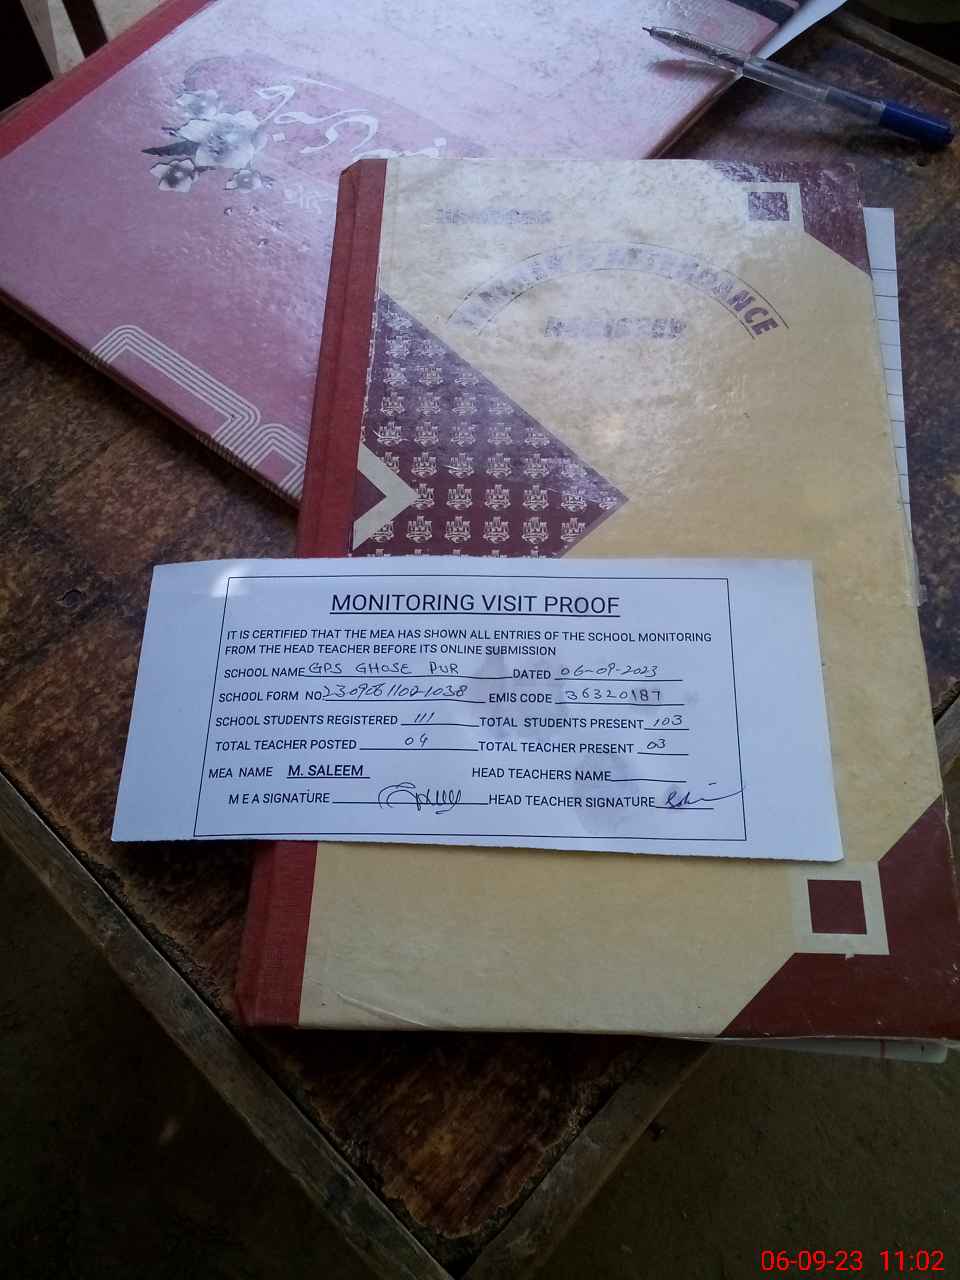 ATTENDANCE
REGISTER
MONITORING VISIT PROOF
IT IS CERTIFIED THAT THE MEA HAS SHOWN ALL ENTRIES OF THE SCHOOL MONITORING
FROM THE HEAD TEACHER BEFORE ITS ONLINE SUBMISSION
SCHOOL NAME GPS GHOSE PUR DATED 06-09-2023
SCHOOL FORM NO 2309061102-1038 EMIS CODE 36320187
SCHOOL STUDENTS REGISTERED 111 TOTAL STUDENTS PRESENT 103
TOTAL TEACHER POSTED 04 TOTAL TEACHER PRESENT 03
MEA NAME M. SALEEM HEAD TEACHERS NAME
M E A SIGNATURE HEAD TEACHER SIGNATURE
06-09-23 11:02